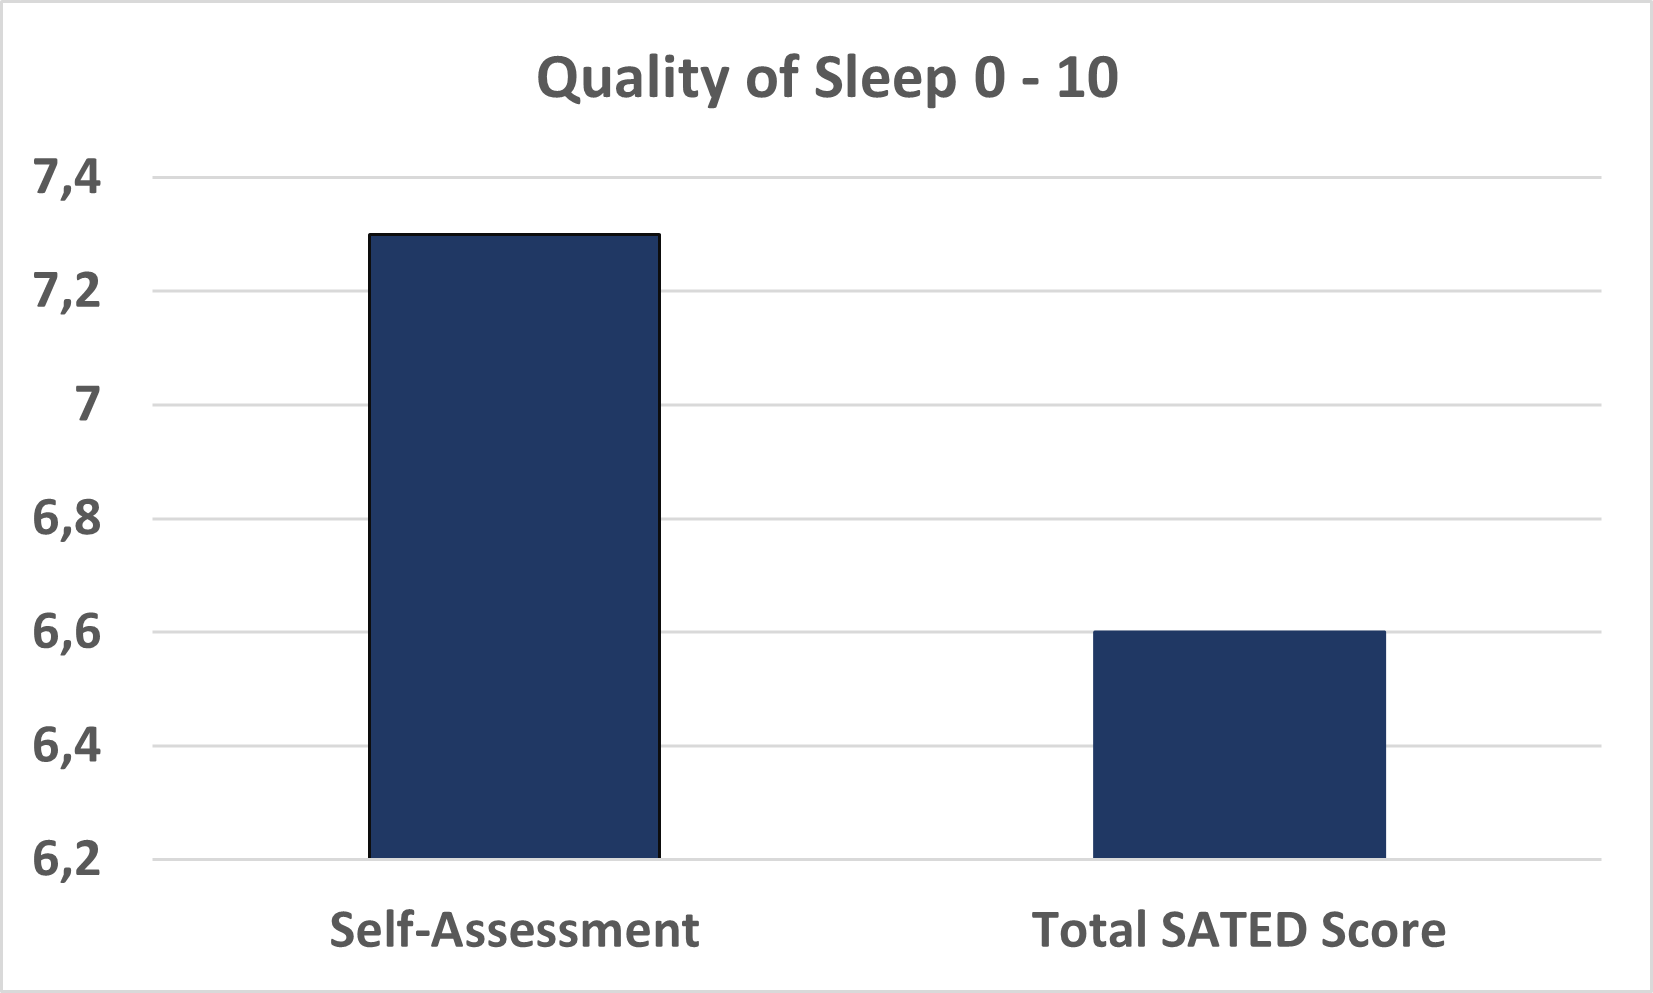 Quality of Sleep 0 - 10
7,4
7,2
7
6,8
6,6
6,4
6,2
Self-Assessment
Total SATED Score